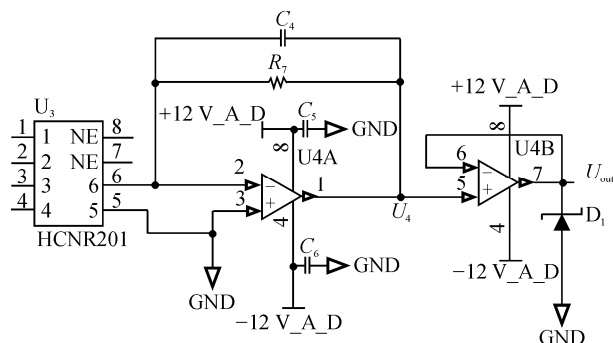 C4
R7
+12 V_A_D
C5
GND
+12 V_A_D
U3
8
U4A
8
U4B
1 1 NE 8
2 2 NE 7
3 3 6 6
4 4 5 5
HCNR201
2
−
3
+
1
4
U4
6
−
5
+
7
Uout
4
D1
C6
GND
GND
−12 V_A_D
−12 V_A_D
GND